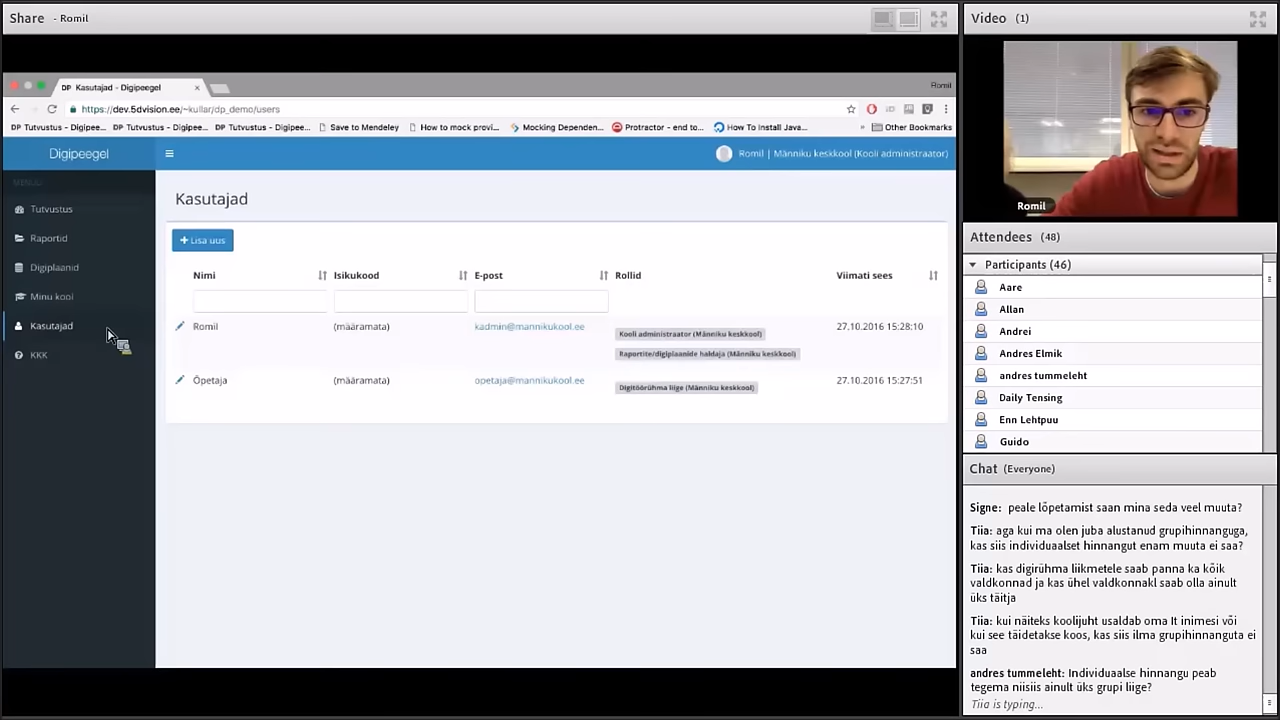 Share - Romil
DP Kasutajad - Digipeegel
Romil
https://dev.5dvision.ee/~kullar/dp_demo/users
DP Tutvustus - Digipee... DP Tutvustus - Digipee... DP Tutvustus - Digipee... Save to Mendeley How to mock provi... Mocking Dependen... Protractor - end to... How To Install Java... » Other Bookmarks
Digipeegel
Romil | Männiku keskkool (Kooli administraator)
MENÜÜ
Tutvustus
Raportid
Digiplaanid
Minu kool
Kasutajad
KKK
Kasutajad
+ Lisa uus
Nimi Isikukood E-post Rollid Viimati sees
Romil (määramata) kadmin@mannikukool.ee Kooli administraator (Männiku keskkool) 27.10.2016 15:28:10
Raportite/digiplaanide haldaja (Männiku keskkool)
Õpetaja (määramata) opetaja@mannikukool.ee Digitöörühma liige (Männiku keskkool) 27.10.2016 15:27:51
Video (1)
Romil
Attendees (48)
Participants (46)
Aare
Allan
Andrei
Andres Elmik
andres tummeleht
Daily Tensing
Enn Lehtpuu
Guido
Chat (Everyone)
Signe: peale lõpetamist saan mina seda veel muuta?
Tiia: aga kui ma olen juba alustanud grupihinnanguga,
kas siis individuaalset hinnangut enam muuta ei saa?
Tiia: kas digirühma liikmetele saab panna ka kõik
valdkonnad ja kas ühel valdkonnakl saab olla ainult
üks täitja
Tiia: kui näiteks koolijuht usaldab oma It inimesi või
kui see täidetakse koos, kas siis ilma grupihinnanguta ei
saa
andres tummeleht: Individuaalse hinnangu peab
tegema niisiis ainult üks grupi liige?
Tiia is typing...